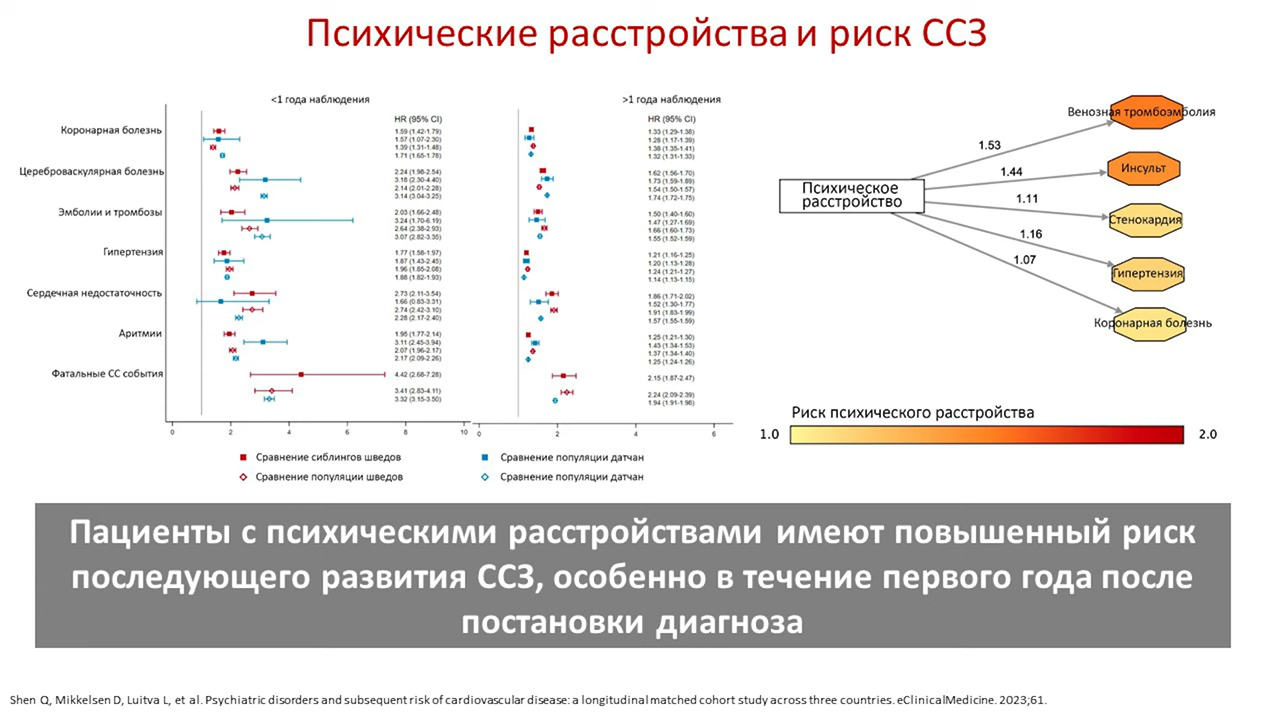 Психические расстройства и риск ССЗ
<1 года наблюдения
>1 года наблюдения
HR (95% CI)
HR (95% CI)
Коронарная болезнь
1.59 (1.42-1.79)
1.57 (1.07-2.30)
1.39 (1.31-1.48)
1.71 (1.65-1.78)
1.33 (1.29-1.38)
1.28 (1.17-1.39)
1.38 (1.35-1.41)
1.32 (1.31-1.33)
Цереброваскулярная болезнь
2.24 (1.98-2.54)
3.18 (2.30-4.40)
2.14 (2.01-2.28)
3.14 (3.04-3.25)
1.62 (1.56-1.70)
1.73 (1.59-1.89)
1.54 (1.50-1.57)
1.74 (1.72-1.75)
Эмболии и тромбозы
2.03 (1.66-2.48)
3.24 (1.70-6.19)
2.64 (2.38-2.93)
3.07 (2.82-3.35)
1.50 (1.40-1.60)
1.47 (1.27-1.69)
1.66 (1.60-1.73)
1.55 (1.52-1.59)
Гипертензия
1.77 (1.58-1.97)
1.87 (1.43-2.45)
1.96 (1.85-2.08)
1.88 (1.82-1.93)
1.21 (1.16-1.25)
1.20 (1.13-1.28)
1.24 (1.21-1.27)
1.14 (1.13-1.15)
Сердечная недостаточность
2.73 (2.11-3.54)
1.66 (0.83-3.31)
2.74 (2.42-3.10)
2.28 (2.17-2.40)
1.86 (1.71-2.02)
1.52 (1.30-1.77)
1.91 (1.83-1.99)
1.57 (1.55-1.59)
Аритмии
1.95 (1.77-2.14)
3.11 (2.45-3.94)
2.07 (1.96-2.17)
2.17 (2.09-2.26)
1.25 (1.21-1.30)
1.43 (1.34-1.53)
1.37 (1.34-1.40)
1.25 (1.24-1.26)
Фатальные СС события
4.42 (2.68-7.28)
3.41 (2.83-4.11)
3.32 (3.15-3.50)
2.15 (1.87-2.47)
2.24 (2.09-2.39)
1.94 (1.91-1.98)
0 2 4 6 8 10
0 2 4 6
Сравнение сиблингов шведов
Сравнение популяции датчан
Сравнение популяции шведов
Сравнение популяции датчан
Психическое
расстройство
1.53
1.44
1.11
1.16
1.07
Венозная тромбоэмболия
Инсульт
Стенокардия
Гипертензия
Коронарная болезнь
Риск психического расстройства
1.0
2.0
Пациенты с психическими расстройствами имеют повышенный риск
последующего развития ССЗ, особенно в течение первого года после
постановки диагноза
Shen Q, Mikkelsen D, Luitva L, et al. Psychiatric disorders and subsequent risk of cardiovascular disease: a longitudinal matched cohort study across three countries. eClinicalMedicine. 2023;61.